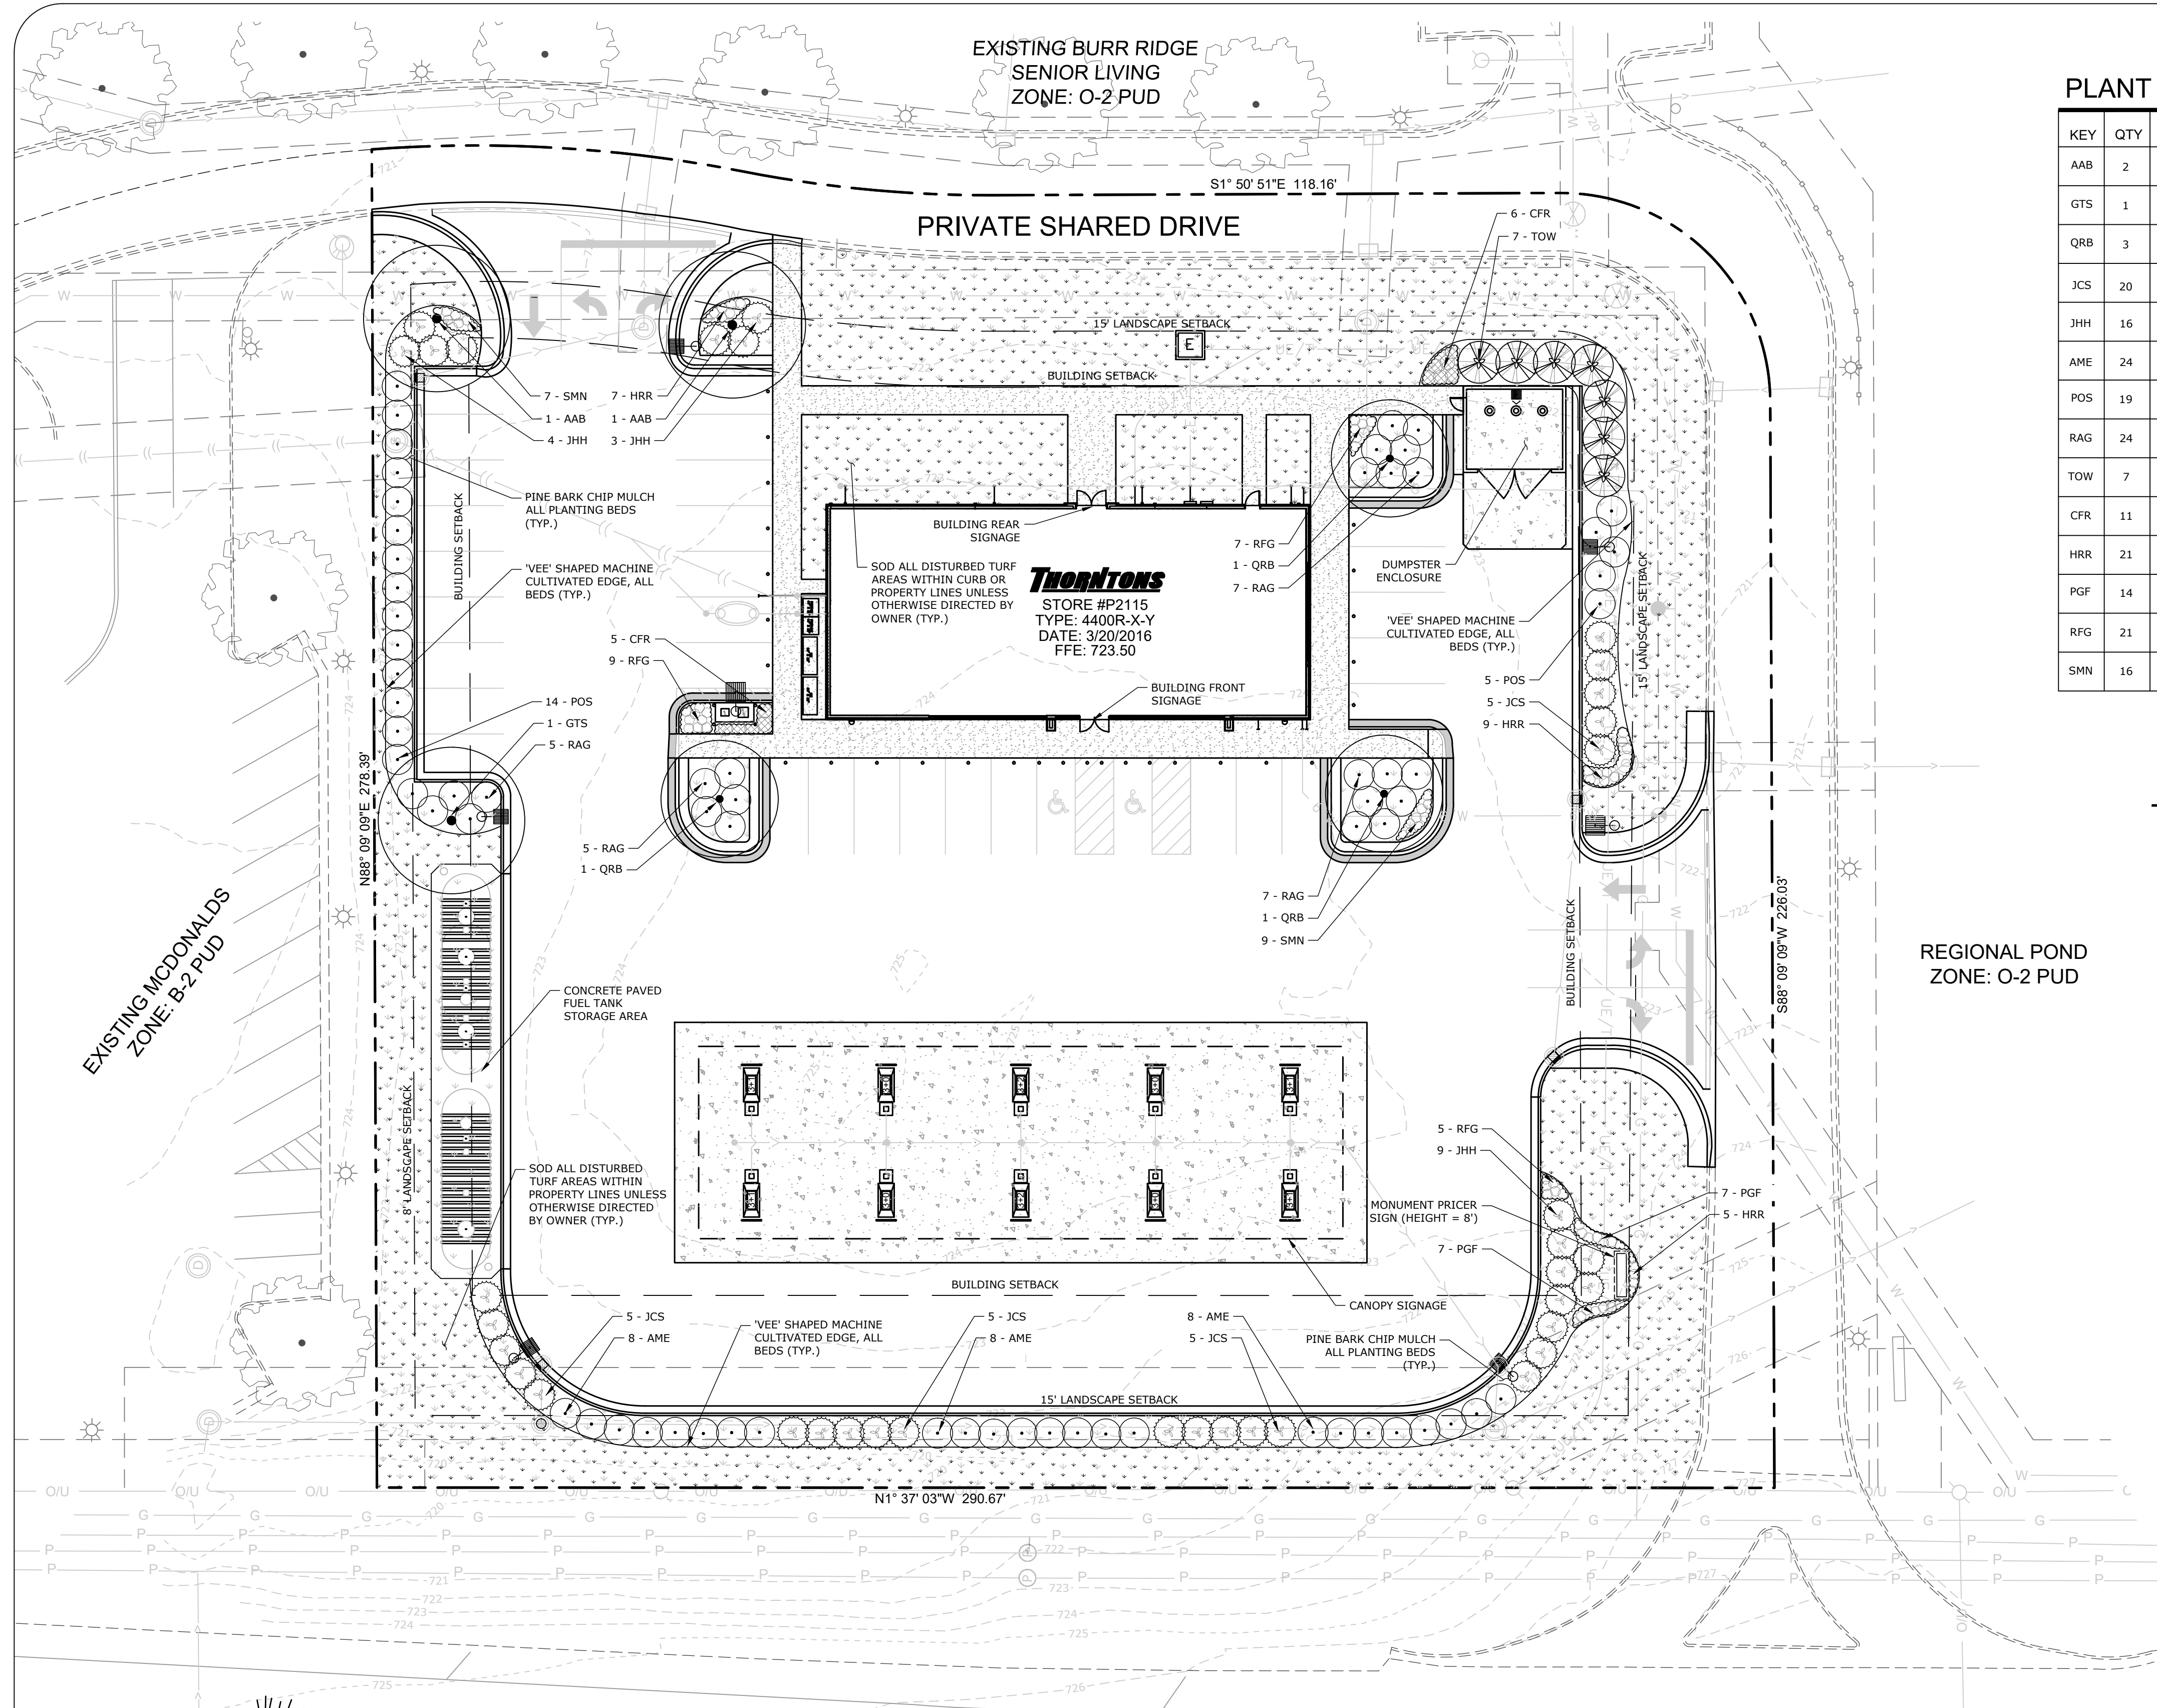 EXISTING BURR RIDGE
SENIOR LIVING
ZONE: O-2 PUD
S1° 50' 51"E  118.16'
PRIVATE SHARED DRIVE
6 - CFR
7 - TOW
15' LANDSCAPE SETBACK
E
BUILDING SETBACK
7 - SMN
1 - AAB
4 - JHH
7 - HRR
1 - AAB
3 - JHH
PINE BARK CHIP MULCH
ALL PLANTING BEDS
(TYP.)
BUILDING SETBACK
'VEE' SHAPED MACHINE
CULTIVATED EDGE, ALL
BEDS (TYP.)
BUILDING REAR
SIGNAGE
SOD ALL DISTURBED TURF
AREAS WITHIN CURB OR
PROPERTY LINES UNLESS
OTHERWISE DIRECTED BY
OWNER (TYP.)
THORNTONS
STORE #P2115
TYPE: 4400R-X-Y
DATE: 3/20/2016
FFE: 723.50
7 - RFG
1 - QRB
7 - RAG
DUMPSTER
ENCLOSURE
'VEE' SHAPED MACHINE
CULTIVATED EDGE, ALL
BEDS (TYP.)
15' LANDSCAPE SETBACK
5 - CFR
9 - RFG
BUILDING FRONT
SIGNAGE
5 - POS
5 - JCS
9 - HRR
14 - POS
1 - GTS
5 - RAG
N88° 09' 09"E  278.39'
5 - RAG
1 - QRB
7 - RAG
1 - QRB
9 - SMN
BUILDING SETBACK
S88° 09' 09"W  226.03'
EXISTING MCDONALDS
ZONE: B-2 PUD
REGIONAL POND
ZONE: O-2 PUD
CONCRETE PAVED
FUEL TANK
STORAGE AREA
8' LANDSCAPE SETBACK
SOD ALL DISTURBED
TURF AREAS WITHIN
PROPERTY LINES UNLESS
OTHERWISE DIRECTED
BY OWNER (TYP.)
5 - RFG
9 - JHH
MONUMENT PRICER
SIGN (HEIGHT = 8')
7 - PGF
7 - PGF
5 - HRR
BUILDING SETBACK
CANOPY SIGNAGE
5 - JCS
8 - AME
'VEE' SHAPED MACHINE
CULTIVATED EDGE, ALL
BEDS (TYP.)
5 - JCS
8 - AME
8 - AME
5 - JCS
PINE BARK CHIP MULCH
ALL PLANTING BEDS
(TYP.)
15' LANDSCAPE SETBACK
N1° 37' 03"W  290.67'
PLANT
KEY QTY
AAB 2
GTS 1
QRB 3
JCS 20
JHH 16
AME 24
POS 19
RAG 24
TOW 7
CFR 11
HRR 21
PGF 14
RFG 21
SMN 16